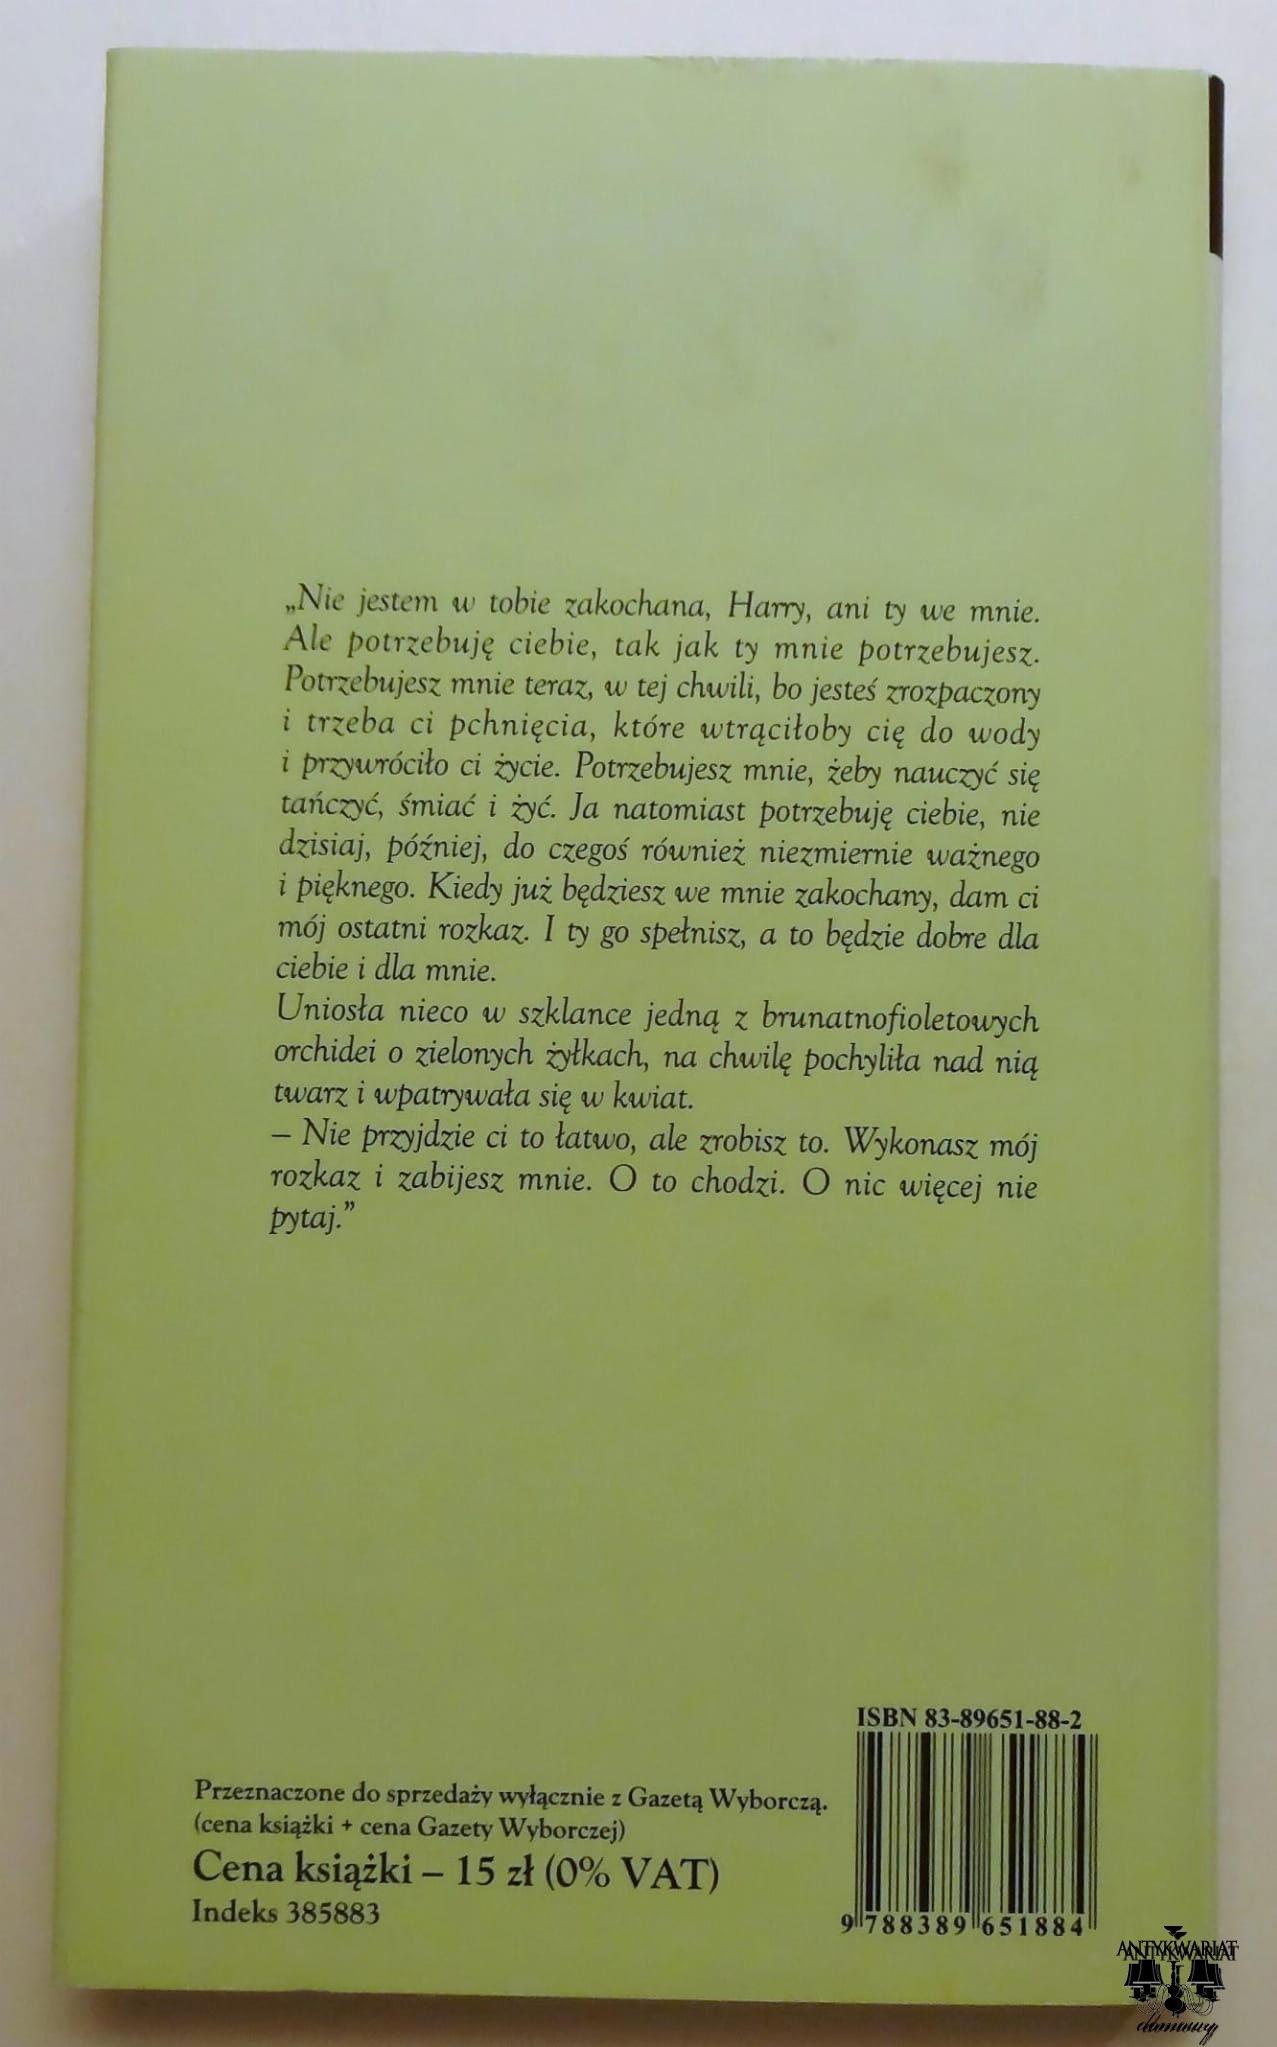 „Nie jestem w tobie zakochana, Harry, ani ty we mnie.
Ale potrzebuję ciebie, tak jak ty mnie potrzebujesz.
Potrzebujesz mnie teraz, w tej chwili, bo jesteś zrozpaczony
i trzeba ci pchnięcia, które wtrąciłoby cię do wody
i przywróciło ci życie. Potrzebujesz mnie, żeby nauczyć się
tańczyć, śmiać i żyć. Ja natomiast potrzebuję ciebie, nie
dzisiaj, później, do czegoś również niezmiernie ważnego
i pięknego. Kiedy już będziesz we mnie zakochany, dam ci
mój ostatni rozkaz. I ty go spełnisz, a to będzie dobre dla
ciebie i dla mnie.
Uniosła nieco w szklance jedną z brunatnofioletowych
orchidei o zielonych żyłkach, na chwilę pochyliła nad nią
twarz i wpatrywała się w kwiat.
– Nie przyjdzie ci to łatwo, ale zrobisz to. Wykonasz mój
rozkaz i zabijesz mnie. O to chodzi. O nic więcej nie
pytaj.”
ISBN 83-89651-88-2
Przeznaczone do sprzedaży wyłącznie z Gazetą Wyborczą.
(cena książki + cena Gazety Wyborczej)
Cena książki – 15 zł (0% VAT)
Indeks 385883
9 788389 651884
ANTYKWARIAT